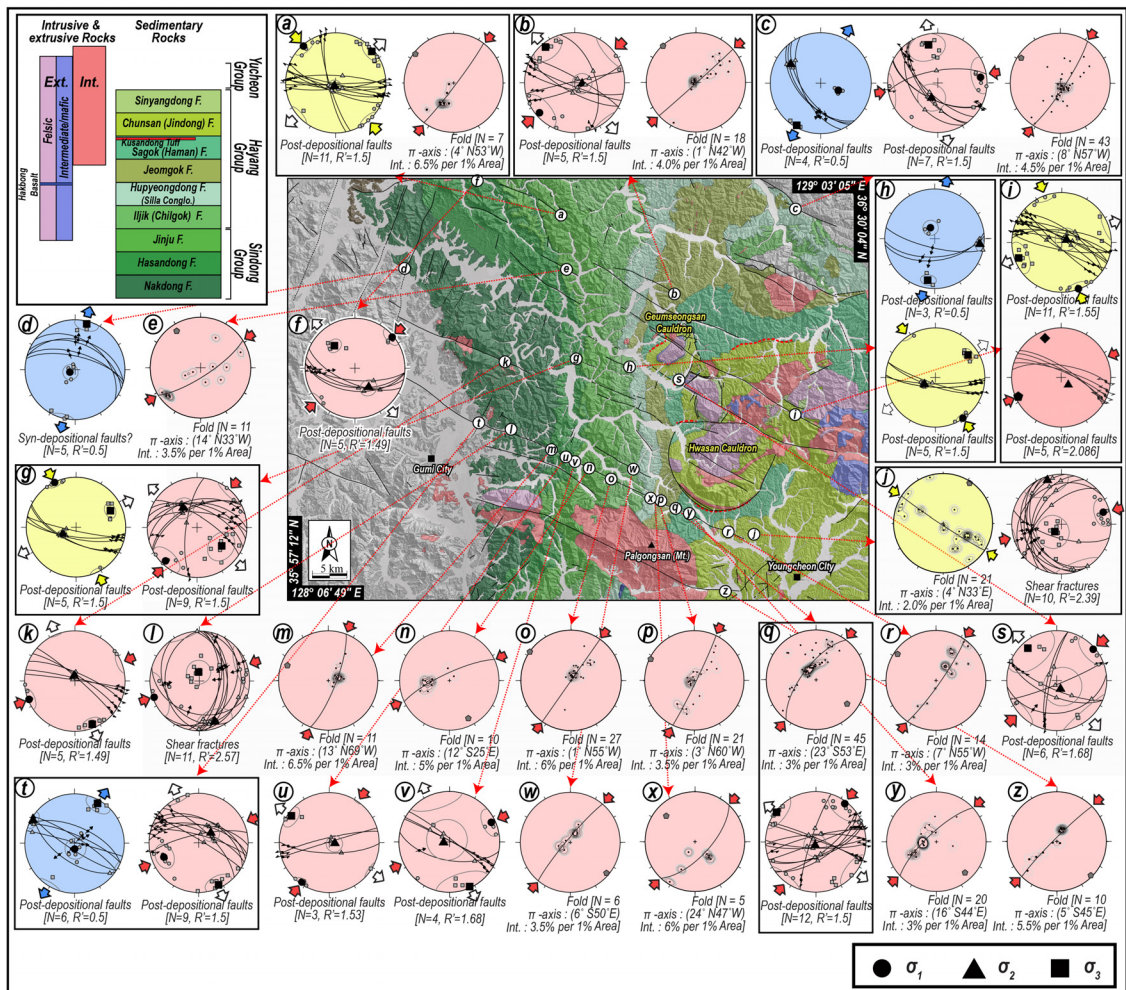 Intrusive &
extrusive Rocks
Sedimentary
Rocks
Ext.
Int.
Felsic
Intermediate/mafic
Hakbong
Basalt
Sinyangdong F.
Chunsan (Jindong) F.
Kusandong Tuff
Sagok (Haman) F.
Jeomgok F.
Hupyeongdong F.
(Silla Conglo.)
Iljik (Chilgok) F.
Jinju F.
Hasandong F.
Nakdong F.
Yucheon
Group
Hayang
Group
Sindong
Group
a
Post-depositional faults
[N=11, R'=1.5]
Fold [N = 7
π -axis : (4° N53°W)
Int. : 6.5% per 1% Area]
b
Post-depositional faults
[N=5, R'=1.5]
Fold [N = 18
π -axis : (1° N42°W)
Int. : 4.0% per 1% Area]
c
Post-depositional faults
[N=4, R'=0.5]
Post-depositional faults
[N=7, R'=1.5]
Fold [N = 43
π -axis : (8° N57°W)
Int. : 4.5% per 1% Area]
d
Syn-depositional faults?
[N=5, R'=0.5]
e
Fold [N = 11
π -axis : (14° N33°W)
Int. : 3.5% per 1% Area]
f
Post-depositional faults
[N=5, R'=1.49]
129° 03' 05" E
36° 30' 04" N
35° 57' 12" N
128° 06' 49" E
N
5 km
f
a
d
e
b
c
Geumseongsan
Cauldron
k
g
h
s
i
t
l
m
u
v
n
o
w
x
p
q
y
r
j
z
Gumi City
Hwasan Cauldron
Palgongsan (Mt.)
Youngcheon City
h
Post-depositional faults
[N=3, R'=0.5]
Post-depositional faults
[N=5, R'=1.5]
i
Post-depositional faults
[N=11, R'=1.55]
Post-depositional faults
[N=5, R'=2.086]
g
Post-depositional faults
[N=5, R'=1.5]
Post-depositional faults
[N=9, R'=1.5]
j
Fold [N = 21
π -axis : (4° N33°E)
Int. : 2.0% per 1% Area]
Shear fractures
[N=10, R'=2.39]
k
Post-depositional faults
[N=5, R'=1.49]
l
Shear fractures
[N=11, R'=2.57]
m
Fold [N = 11
π -axis : (13° N69°W)
Int. : 6.5% per 1% Area]
n
Fold [N = 10
π -axis : (12° S25°E)
Int. : 5% per 1% Area]
o
Fold [N = 27
π -axis : (1° N55°W)
Int. : 6% per 1% Area]
p
Fold [N = 21
π -axis : (3° N60°W)
Int. : 3.5% per 1% Area]
q
Fold [N = 45
π -axis : (23° S53°E)
Int. : 3% per 1% Area]
Post-depositional faults
[N=12, R'=1.5]
r
Fold [N = 14
π -axis : (7° N55°W)
Int. : 3% per 1% Area]
s
Post-depositional faults
[N=6, R'=1.68]
t
Post-depositional faults
[N=6, R'=0.5]
Post-depositional faults
[N=9, R'=1.5]
u
Post-depositional faults
[N=3, R'=1.53]
v
Post-depositional faults
[N=4, R'=1.68]
w
Fold [N = 6
π -axis : (6° S50°E)
Int. : 3.5% per 1% Area]
x
Fold [N = 5
π -axis : (24° N47°W)
Int. : 6% per 1% Area]
y
Fold [N = 20
π -axis : (16° S44°E)
Int. : 3% per 1% Area]
z
Fold [N = 10
π -axis : (5° S45°E)
Int. : 5.5% per 1% Area]
σ1
σ2
σ3